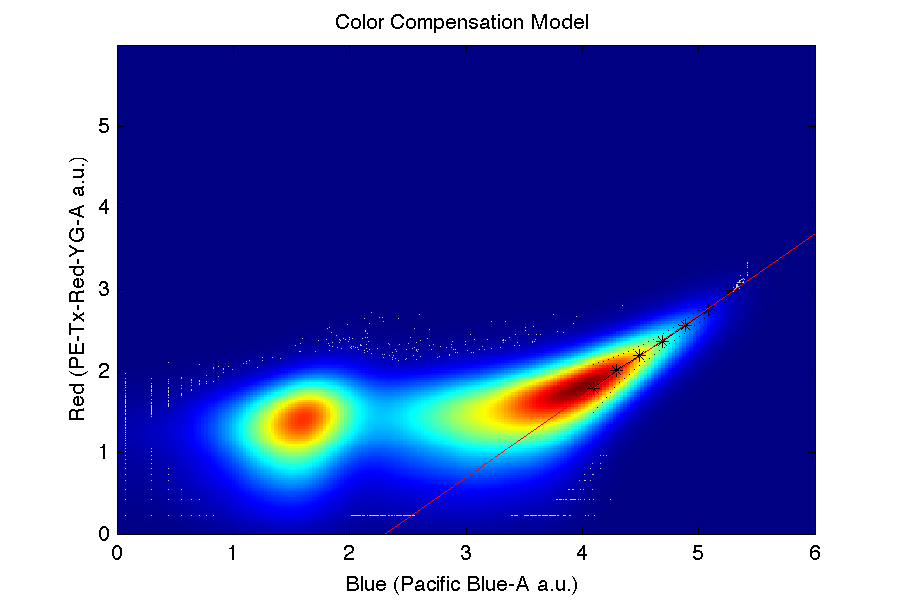 Color Compensation Model
5
4
3
2
1
0
Red (PE-Tx-Red-YG-A a.u.)
0 1 2 3 4 5 6
Blue (Pacific Blue-A a.u.)